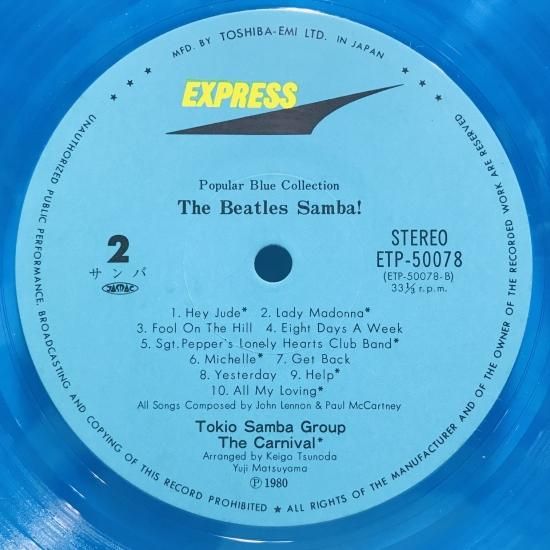 MFD. BY TOSHIBA-EMI LTD. IN JAPAN
EXPRESS
Popular Blue Collection
The Beatles Samba!
2
サンバ
JASRAC
STEREO
ETP-50078
(ETP-50078-B)
33⅓ r.p.m.
1. Hey Jude* 2. Lady Madonna*
3. Fool On The Hill 4. Eight Days A Week
5. Sgt.Pepper's Lonely Hearts Club Band*
6. Michelle* 7. Get Back
8. Yesterday 9. Help*
10. All My Loving*
All Songs Composed by John Lennon & Paul McCartney
Tokio Samba Group
The Carnival*
Arranged by Keigo Tsunoda
Yuji Matsuyama
Ⓟ 1980
UNAUTHORIZED PUBLIC PERFORMANCE, BROADCASTING AND COPYING OF THIS RECORD PROHIBITED ★ ALL RIGHTS OF THE MANUFACTURER AND OF THE OWNER OF THE RECORDED WORK ARE RESERVED